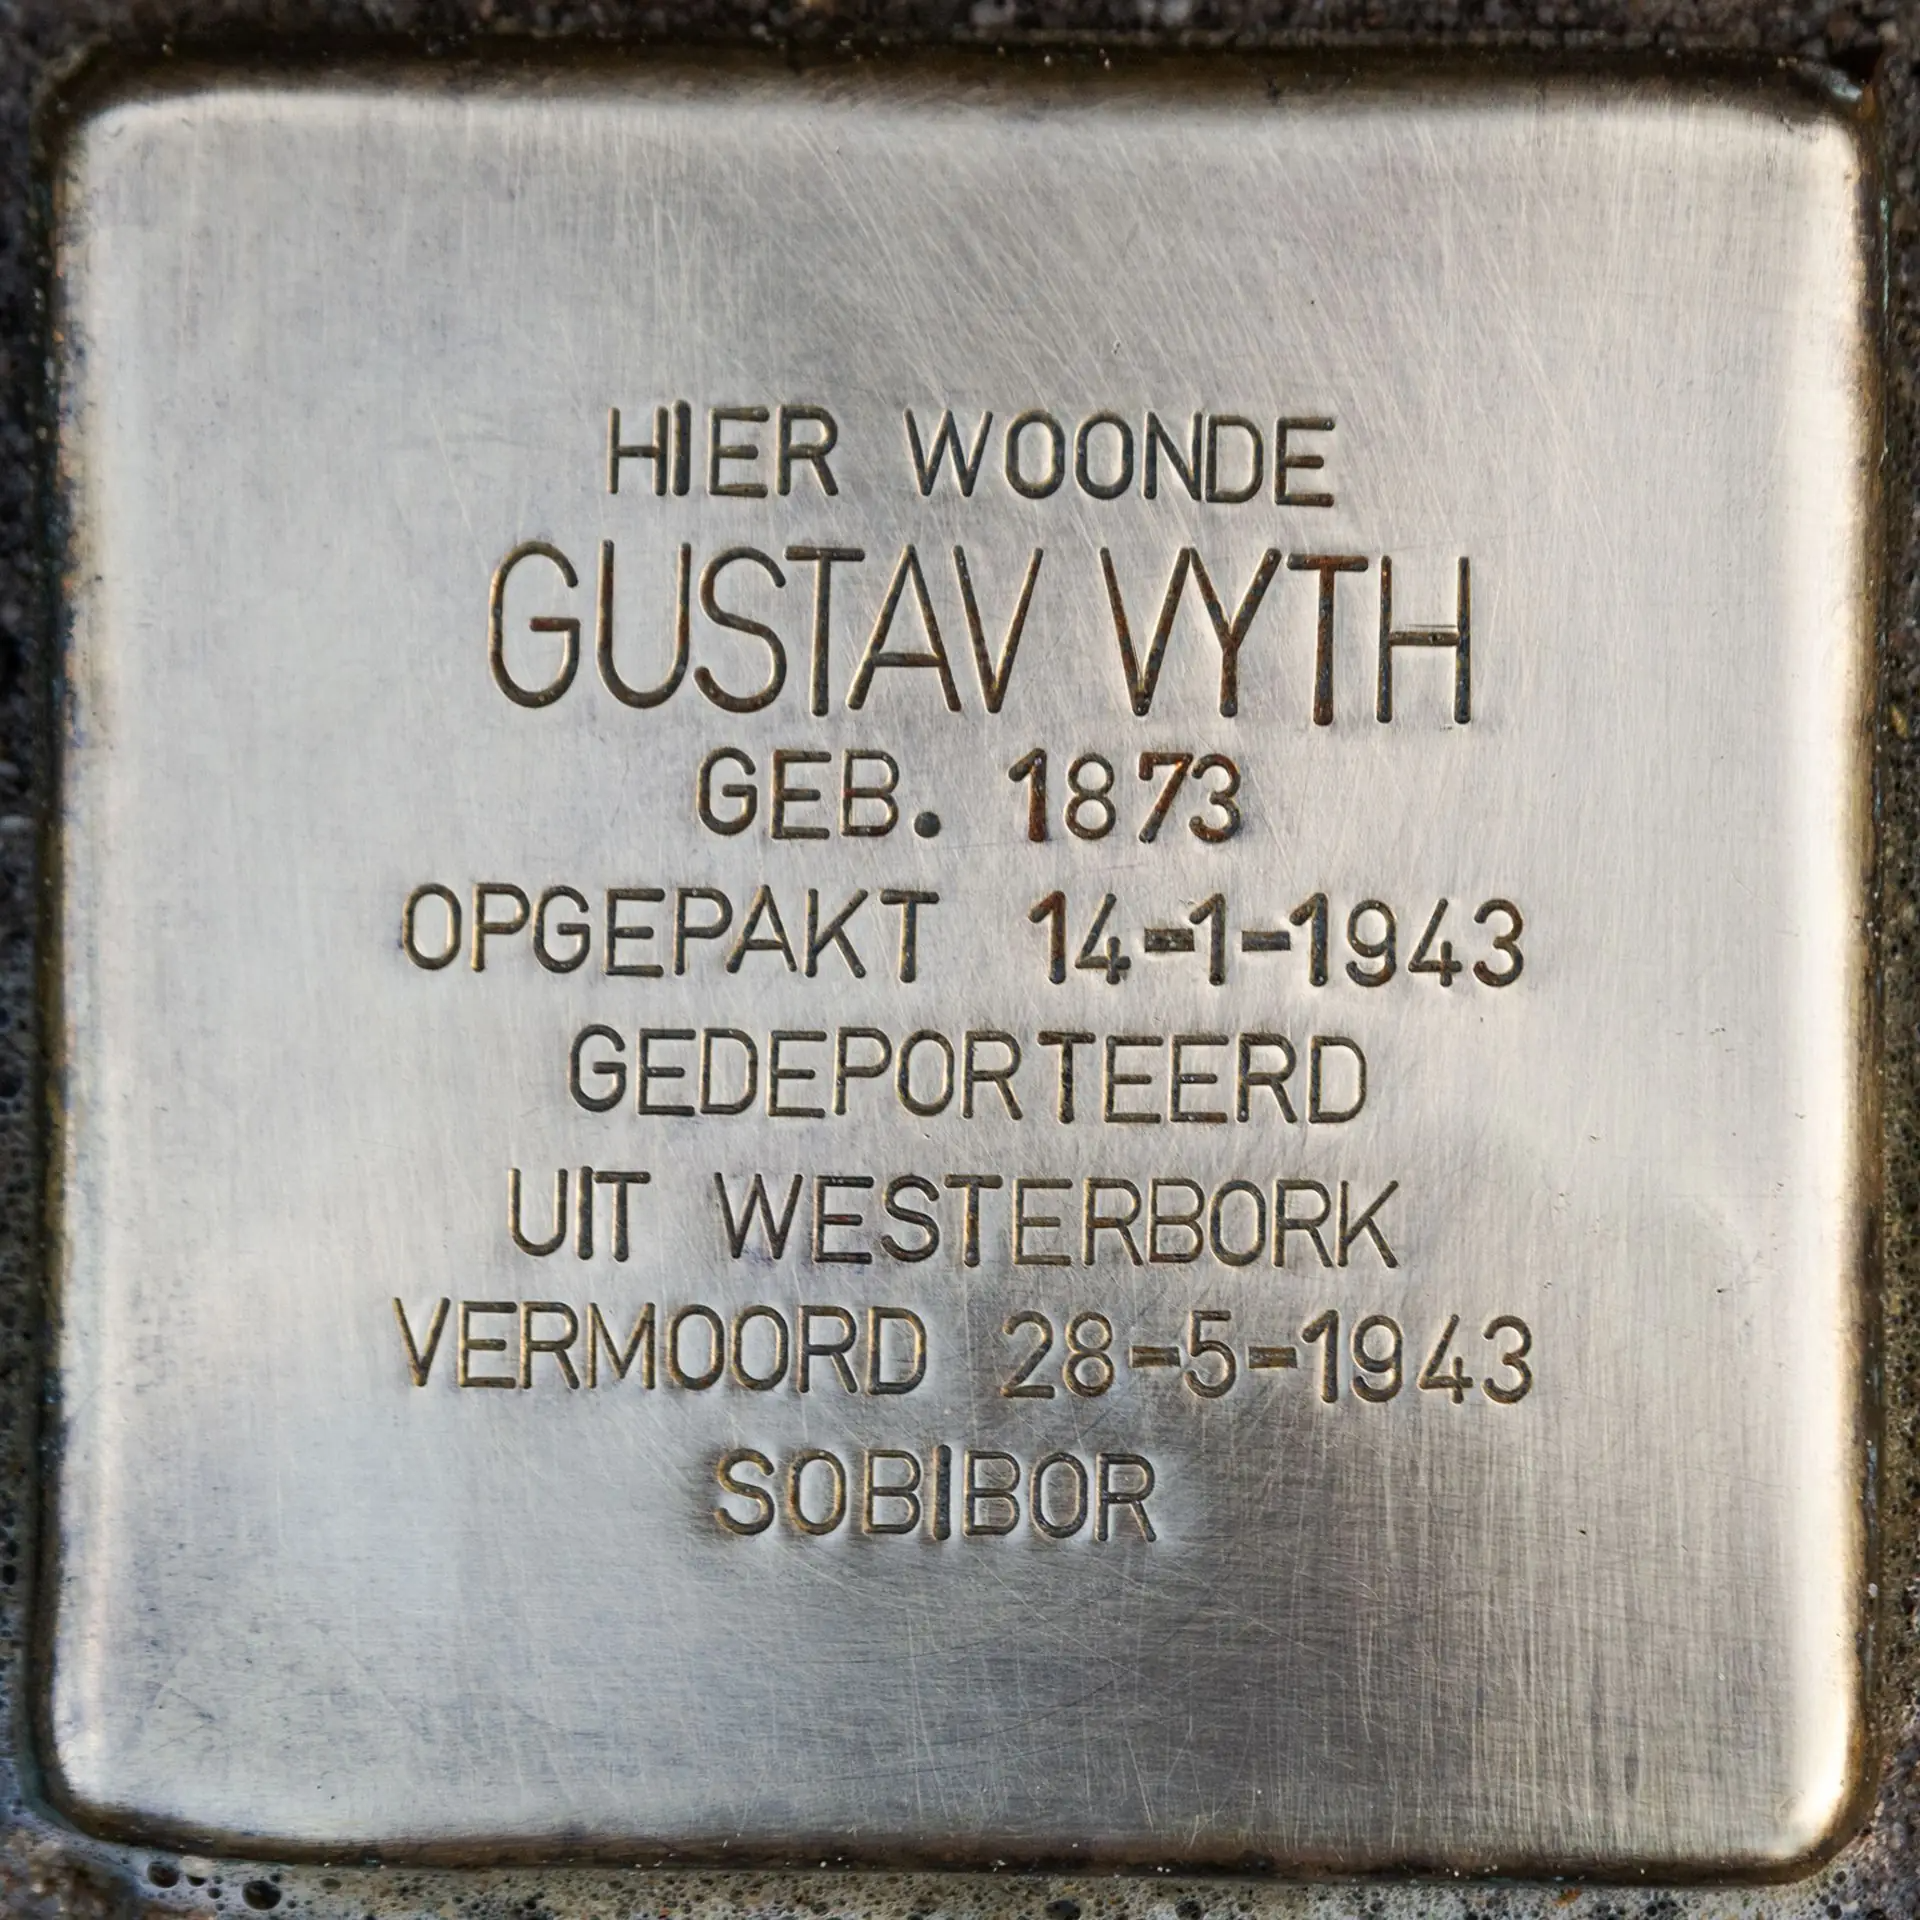 HIER WOONDE
GUSTAV VYTH
GEB. 1873
OPGEPAKT 14-1-1943
GEDEPORTEERD
UIT WESTERBORK
VERMOORD 28-5-1943
SOBIBOR